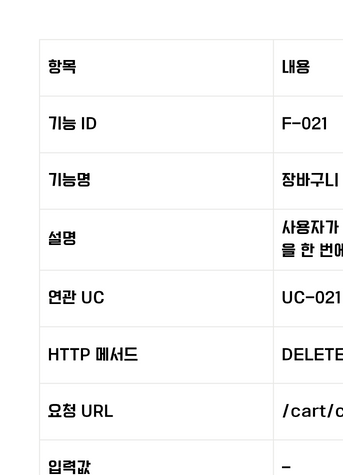 항목 내용
기능 ID F-021
기능명 장바구니
설명 사용자가
을 한 번에
연관 UC UC-021
HTTP 메서드 DELETE
요청 URL /cart/c
입력값 -